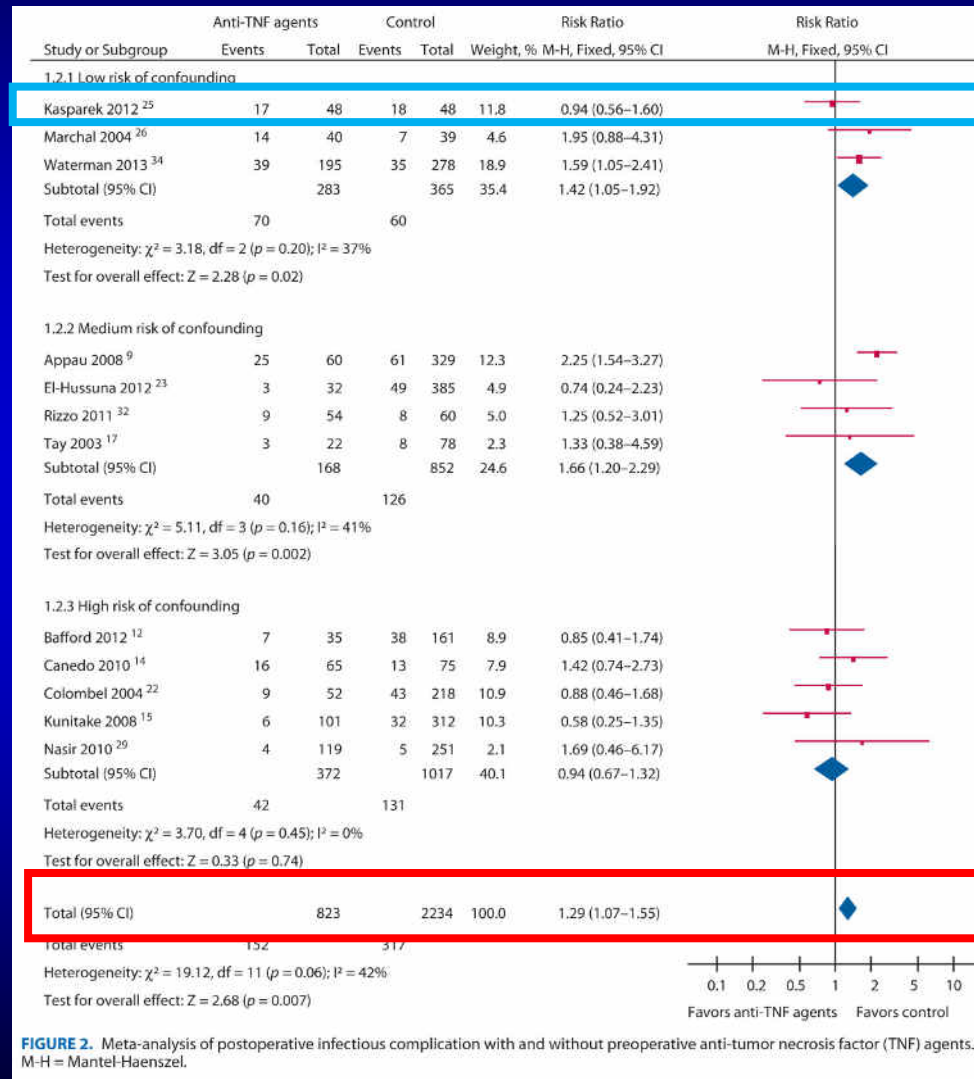 Anti-TNF agents Control Risk Ratio Risk Ratio
Study or Subgroup Events Total Events Total Weight, % M-H, Fixed, 95% CI M-H, Fixed, 95% CI
1.2.1 Low risk of confounding
Kasparek 2012 25 17 48 18 48 11.8 0.94 (0.56–1.60)
Marchal 2004 26 14 40 7 39 4.6 1.95 (0.88–4.31)
Waterman 2013 34 39 195 35 278 18.9 1.59 (1.05–2.41)
Subtotal (95% CI) 283 365 35.4 1.42 (1.05–1.92)
Total events 70 60
Heterogeneity: χ² = 3.18, df = 2 (p = 0.20); I² = 37%
Test for overall effect: Z = 2.28 (p = 0.02)
1.2.2 Medium risk of confounding
Appau 2008 9 25 60 61 329 12.3 2.25 (1.54–3.27)
El-Hussuna 2012 23 3 32 49 385 4.9 0.74 (0.24–2.23)
Rizzo 2011 32 9 54 8 60 5.0 1.25 (0.52–3.01)
Tay 2003 17 3 22 8 78 2.3 1.33 (0.38–4.59)
Subtotal (95% CI) 168 852 24.6 1.66 (1.20–2.29)
Total events 40 126
Heterogeneity: χ² = 5.11, df = 3 (p = 0.16); I² = 41%
Test for overall effect: Z = 3.05 (p = 0.002)
1.2.3 High risk of confounding
Bafford 2012 12 7 35 38 161 8.9 0.85 (0.41–1.74)
Canedo 2010 14 16 65 13 75 7.9 1.42 (0.74–2.73)
Colombel 2004 22 9 52 43 218 10.9 0.88 (0.46–1.68)
Kunitake 2008 15 6 101 32 312 10.3 0.58 (0.25–1.35)
Nasir 2010 29 4 119 5 251 2.1 1.69 (0.46–6.17)
Subtotal (95% CI) 372 1017 40.1 0.94 (0.67–1.32)
Total events 42 131
Heterogeneity: χ² = 3.70, df = 4 (p = 0.45); I² = 0%
Test for overall effect: Z = 0.33 (p = 0.74)
Total (95% CI) 823 2234 100.0 1.29 (1.07–1.55)
Total events 152 317
Heterogeneity: χ² = 19.12, df = 11 (p = 0.06); I² = 42%
Test for overall effect: Z = 2.68 (p = 0.007)
0.1 0.2 0.5 1 2 5 10
Favors anti-TNF agents Favors control
FIGURE 2. Meta-analysis of postoperative infectious complication with and without preoperative anti-tumor necrosis factor (TNF) agents.
M-H = Mantel-Haenszel.